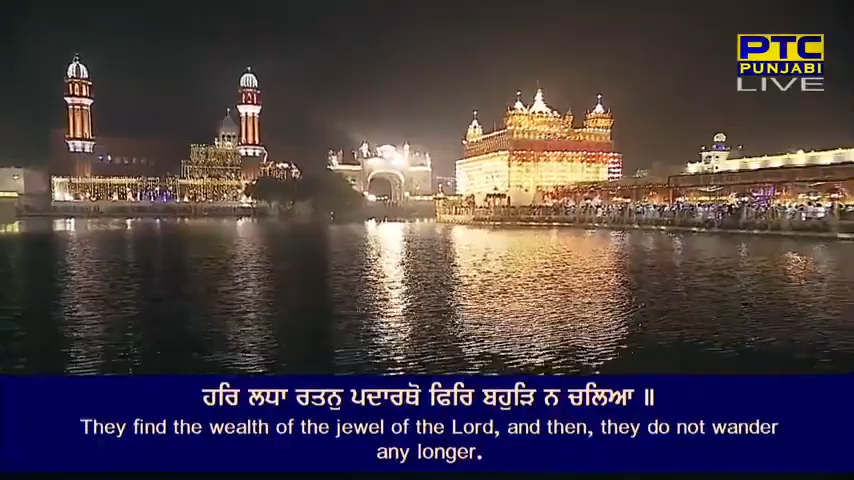 PTC
PUNJABI
LIVE
ਹਰਿ ਲਧਾ ਰਤਨੁ ਪਦਾਰਥੋ ਫਿਰਿ ਬਹੁੜਿ ਨ ਚਲਿਆ ॥
They find the wealth of the jewel of the Lord, and then, they do not wander
any longer.